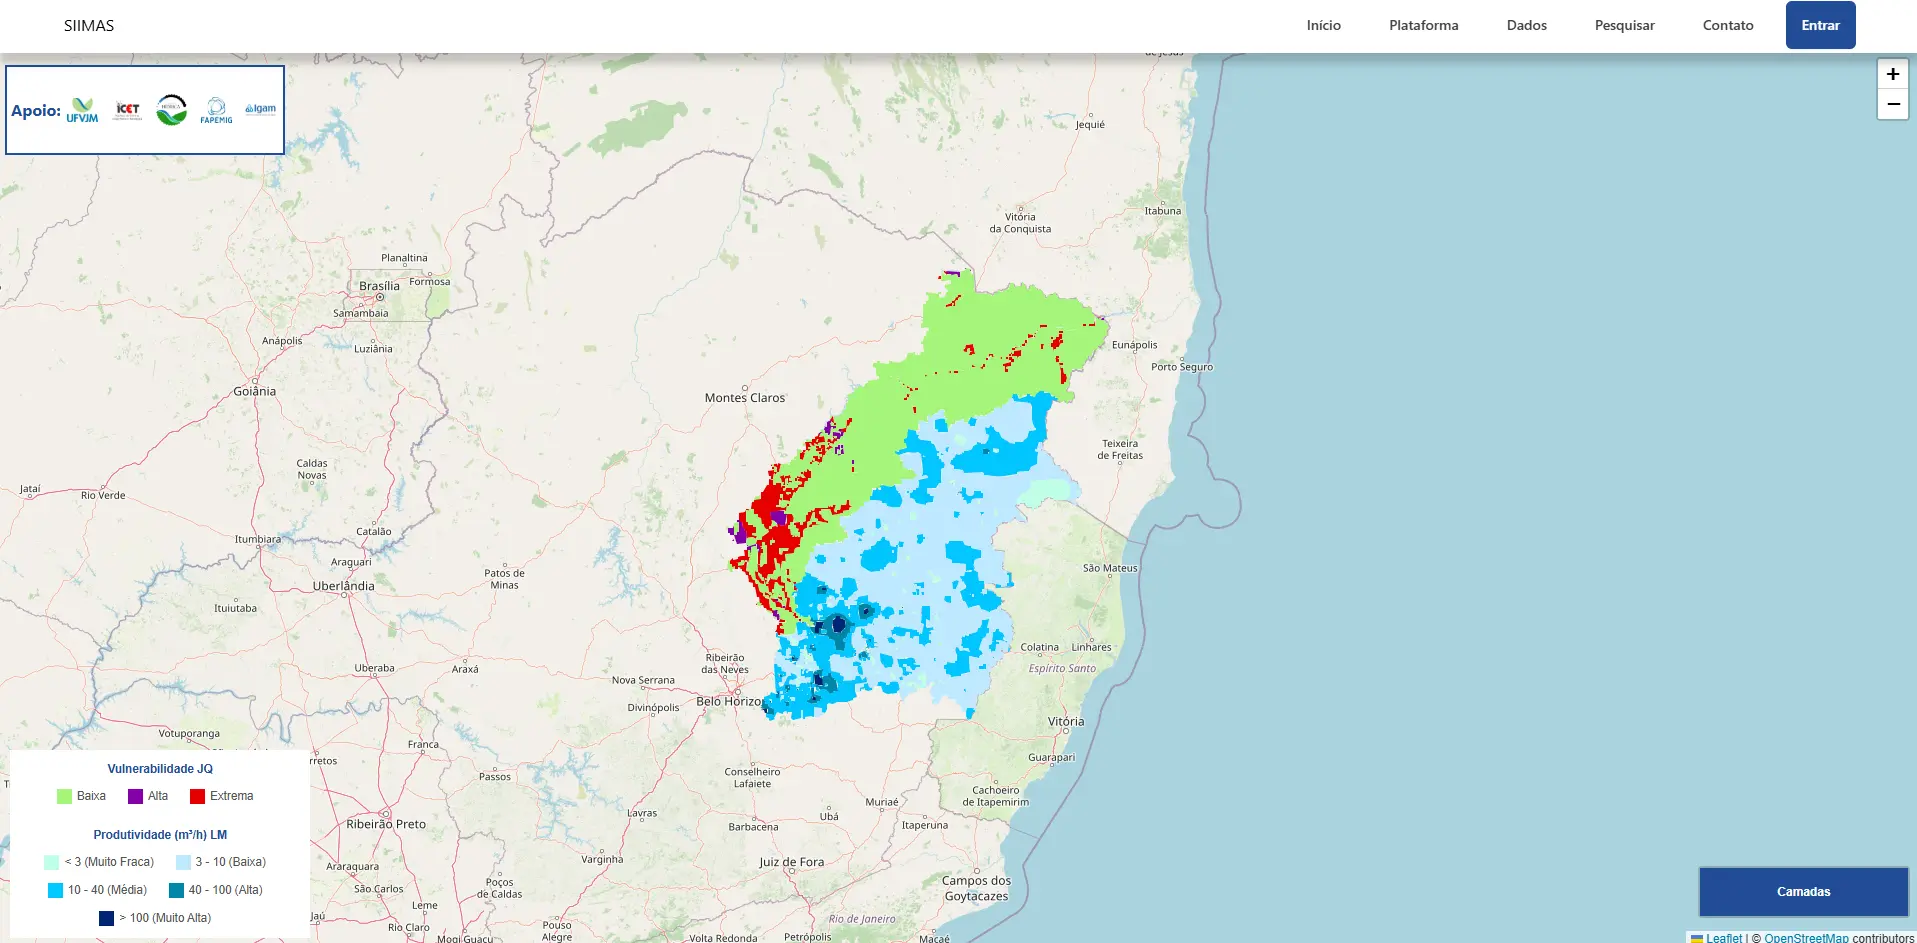 SIIMAS
Início
Plataforma
Dados
Pesquisar
Contato
Entrar
Apoio:
UFVJM
ICET
FAPEMIG
Igam
+
−
de Jesus
Jequié
Itabuna
Vitória
da Conquista
Planaltina
Brasília
Formosa
Samambaia
Anápolis
Luziânia
Eunápolis
Porto Seguro
Goiânia
Montes Claros
Teixeira
de Freitas
Caldas
Novas
Jataí
Rio Verde
Catalão
Itumbiara
Araguari
Uberlândia
Patos de
Minas
São Mateus
Ituiutaba
Colatina
Linhares
Espírito Santo
Ribeirão
das Neves
Uberaba
Araxá
Nova Serrana
Belo Horizo
Divinópolis
Vitória
Votuporanga
Franca
Guarapari
rretos
Passos
Conselheiro
Lafaiete
Cachoeiro
de Itapemirim
Muriaé
Lavras
Ubá
Ribeirão Preto
Barbacena
Itaperuna
Varginha
Juiz de Fora
Araraquara
São Carlos
Poços
de Caldas
Campos dos
Goytacazes
Leme
Jaú
Rio Claro
Rio de Janeiro
Mogi Guaçu
Pouso
Alegre
Volta Redonda
Petrópolis
Macaé
Vulnerabilidade JQ
Baixa
Alta
Extrema
Produtividade (m³/h) LM
< 3 (Muito Fraca)
3 - 10 (Baixa)
10 - 40 (Média)
40 - 100 (Alta)
> 100 (Muito Alta)
Camadas
Leaflet | © OpenStreetMap contributors